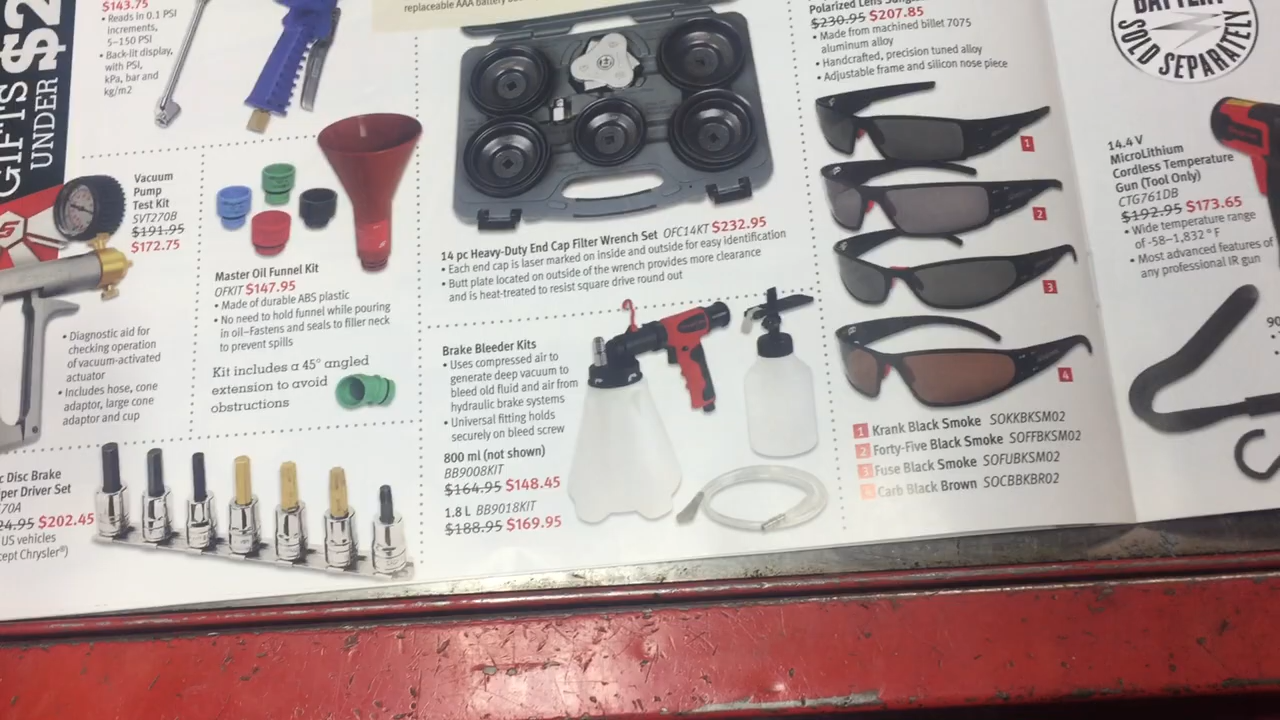 GIFTS $2
UNDER
$143.75
• Reads in 0.1 PSI
increments,
5–150 PSI
• Back-lit display,
with PSI,
kPa, bar and
kg/m2
Vacuum
Pump
Test Kit
SVT270B
$191.95
$172.75
• Diagnostic aid for
checking operation
of vacuum-activated
actuator
• Includes hose, cone
adaptor, large cone
adaptor and cup
Master Oil Funnel Kit
OFKIT $147.95
• Made of durable ABS plastic
• No need to hold funnel while pouring
in oil–Fastens and seals to filler neck
to prevent spills
Kit includes a 45° angled
extension to avoid
obstructions
c Disc Brake
per Driver Set
70A
24.95 $202.45
US vehicles
cept Chrysler®)
replaceable AAA battery
14 pc Heavy-Duty End Cap Filter Wrench Set OFC14KT $232.95
• Each end cap is laser marked on inside and outside for easy identification
• Butt plate located on outside of the wrench provides more clearance
and is heat-treated to resist square drive round out
Brake Bleeder Kits
• Uses compressed air to
generate deep vacuum to
bleed old fluid and air from
hydraulic brake systems
• Universal fitting holds
securely on bleed screw
800 ml (not shown)
BB9008KIT
$164.95 $148.45
1.8 L BB9018KIT
$188.95 $169.95
Polarized Lens
$230.95 $207.85
• Made from machined billet 7075
aluminum alloy
• Handcrafted, precision tuned alloy
• Adjustable frame and silicon nose piece
1
2
3
4
1 Krank Black Smoke SOKKBKSM02
2 Forty-Five Black Smoke SOFFBKSM02
3 Fuse Black Smoke SOFUBKSM02
4 Carb Black Brown SOCBBKBR02
BATTERY
SOLD SEPARATELY
14.4 V
MicroLithium
Cordless Temperature
Gun (Tool Only)
CTG761DB
$192.95 $173.65
• Wide temperature range
of -58–1,832 °F
• Most advanced features of
any professional IR gun
90